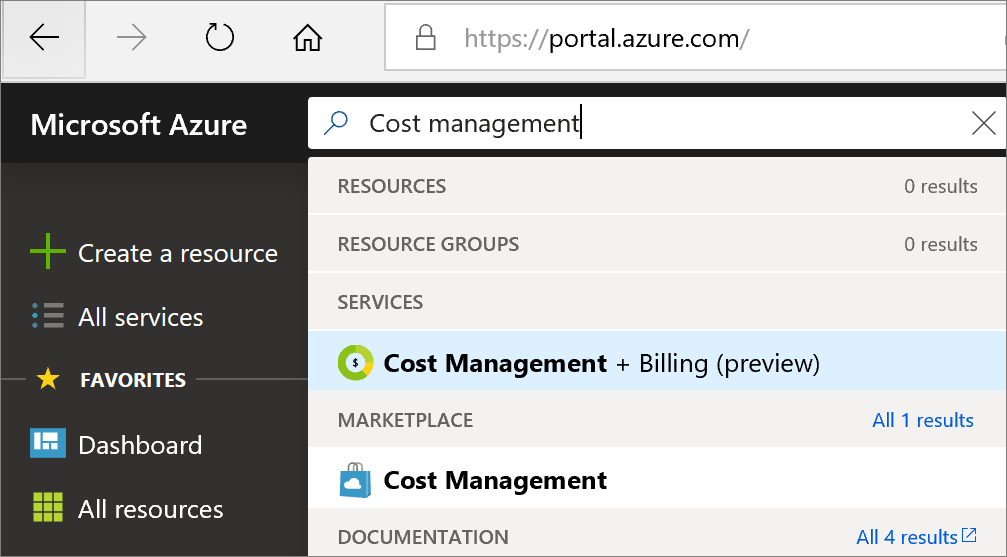 https://portal.azure.com/
Microsoft Azure
Cost management
RESOURCES 0 results
RESOURCE GROUPS 0 results
Create a resource
SERVICES
All services
Cost Management + Billing (preview)
FAVORITES
MARKETPLACE All 1 results
Dashboard
Cost Management
All resources
DOCUMENTATION All 4 results